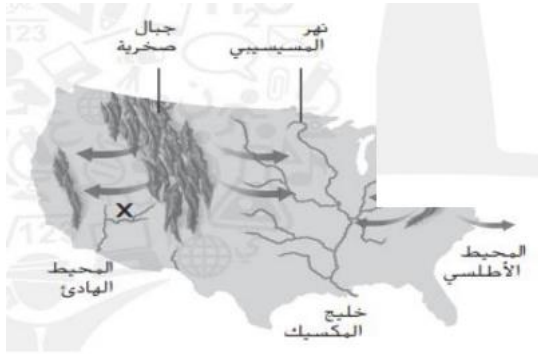 جبال
صخرية
نهر
المسيسيبي
X
المحيط
الهادئ
خليج
المكسيك
المحيط
الأطلسي